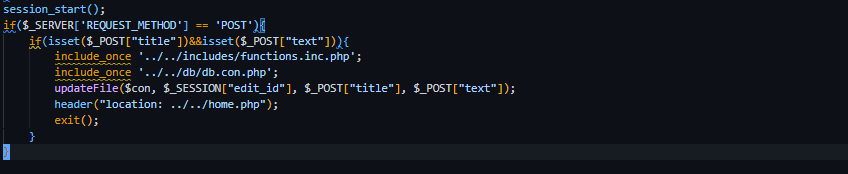 session_start();
if($_SERVER['REQUEST_METHOD'] == 'POST'){
if(isset($_POST["title"])&&isset($_POST["text"])){
include_once '../../includes/functions.inc.php';
include_once '../../db/db.con.php';
updateFile($con, $_SESSION["edit_id"], $_POST["title"], $_POST["text"]);
header("location: ../../home.php");
exit();
}
}